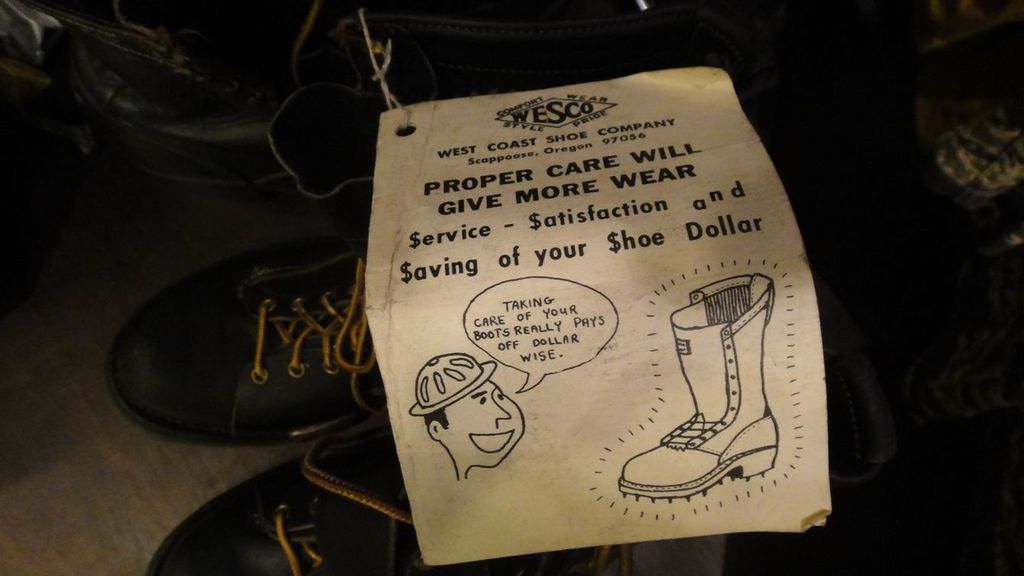 COMFORT WEAR
WESCO
STYLE PRICE
WEST COAST SHOE COMPANY
Scappoose, Oregon 97056
PROPER CARE WILL
GIVE MORE WEAR
$ervice - $atisfaction and
$aving of your $hoe Dollar
TAKING
CARE OF YOUR
BOOTS REALLY PAYS
OFF DOLLAR
WISE.